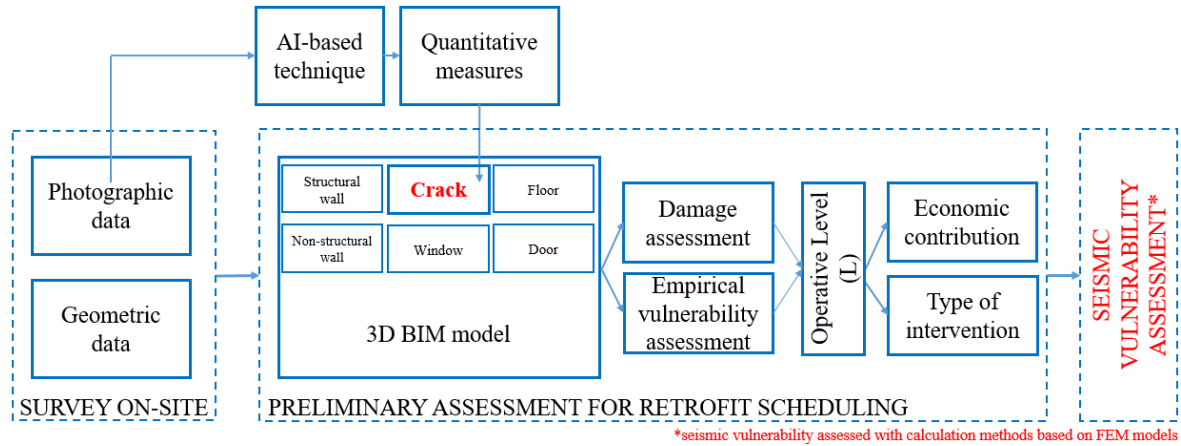 AI-based
technique
Quantitative
measures
Photographic
data
Geometric
data
SURVEY ON-SITE
Structural
wall
Crack
Floor
Non-structural
wall
Window
Door
3D BIM model
Damage
assessment
Empirical
vulnerability
assessment
Operative Level
(L)
Economic
contribution
Type of
intervention
PRELIMINARY ASSESSMENT FOR RETROFIT SCHEDULING
SEISMIC
VULNERABILITY
ASSESSMENT*
*seismic vulnerability assessed with calculation methods based on FEM models